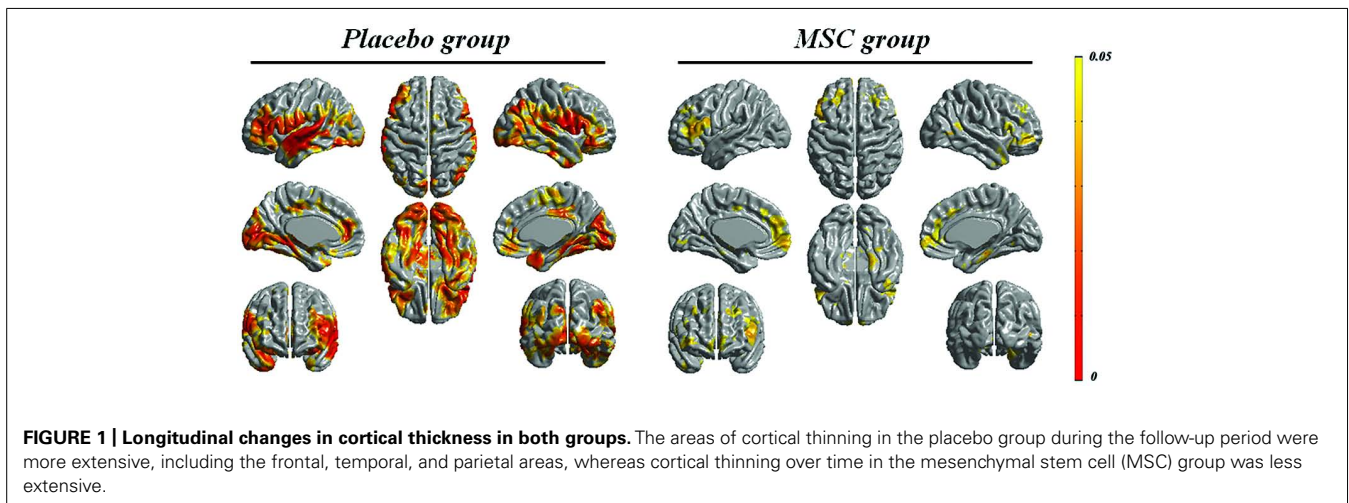 Placebo group
MSC group
0.05
0
FIGURE 1 | Longitudinal changes in cortical thickness in both groups. The areas of cortical thinning in the placebo group during the follow-up period were
more extensive, including the frontal, temporal, and parietal areas, whereas cortical thinning over time in the mesenchymal stem cell (MSC) group was less
extensive.